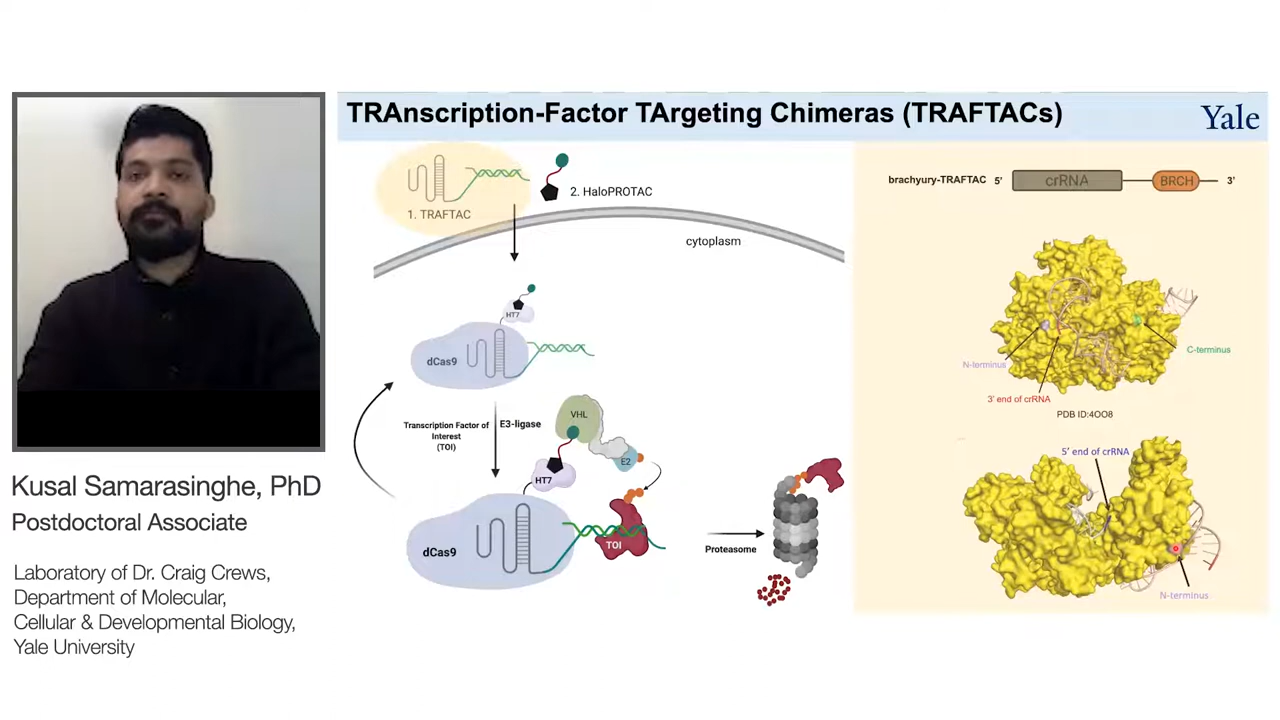 TRAnscription-Factor TArgeting Chimeras (TRAFTACs)
Yale
1. TRAFTAC
2. HaloPROTAC
cytoplasm
HT7
dCas9
Transcription Factor of
Interest
(TOI)
E3-ligase
VHL
E2
HT7
dCas9
TOI
Proteasome
brachyury-TRAFTAC 5' crRNA BRCH 3'
N-terminus
C-terminus
3' end of crRNA
PDB ID:4OO8
5' end of crRNA
N-terminus
Kusal Samarasinghe, PhD
Postdoctoral Associate
Laboratory of Dr. Craig Crews,
Department of Molecular,
Cellular & Developmental Biology,
Yale University